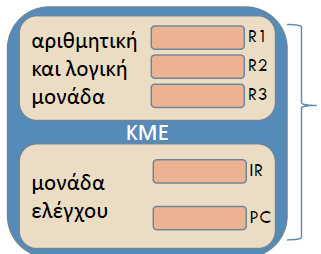 αριθμητική R1
και λογική R2
μονάδα R3
ΚΜΕ
μονάδα IR
ελέγχου PC